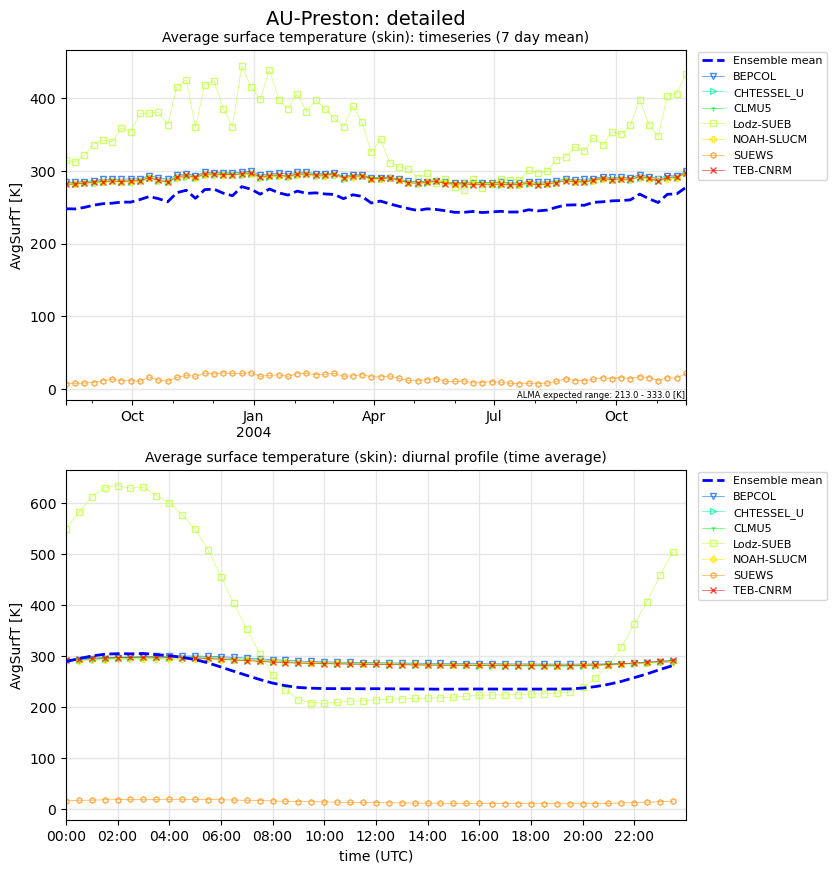 AU-Preston: detailed
Average surface temperature (skin): timeseries (7 day mean)
AvgSurfT [K]
400
300
200
100
0
Oct
Jan
2004
Apr
Jul
Oct
ALMA expected range: 213.0 - 333.0 [K]
Ensemble mean
BEPCOL
CHTESSEL_U
CLMU5
Lodz-SUEB
NOAH-SLUCM
SUEWS
TEB-CNRM
Average surface temperature (skin): diurnal profile (time average)
AvgSurfT [K]
600
500
400
300
200
100
0
00:00
02:00
04:00
06:00
08:00
10:00
12:00
14:00
16:00
18:00
20:00
22:00
time (UTC)
Ensemble mean
BEPCOL
CHTESSEL_U
CLMU5
Lodz-SUEB
NOAH-SLUCM
SUEWS
TEB-CNRM